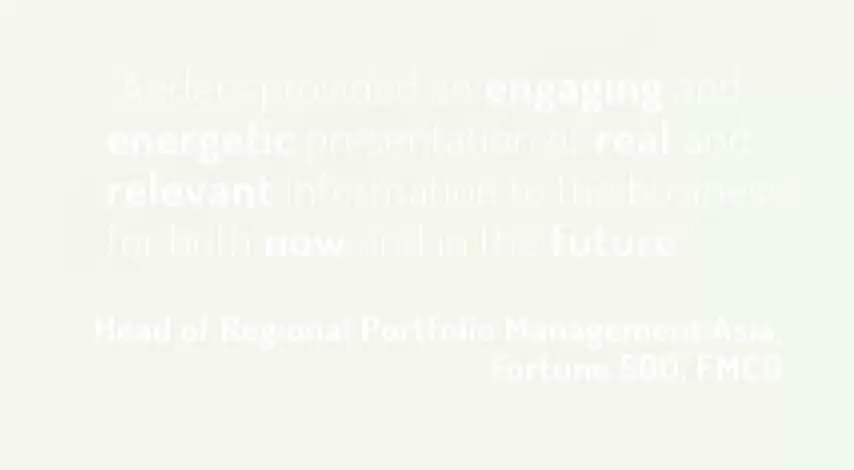 "Anders provided an engaging and
energetic presentation of real and
relevant information to the business
for both now and in the future"
Head of Regional Portfolio Management Asia,
Fortune 500, FMCG